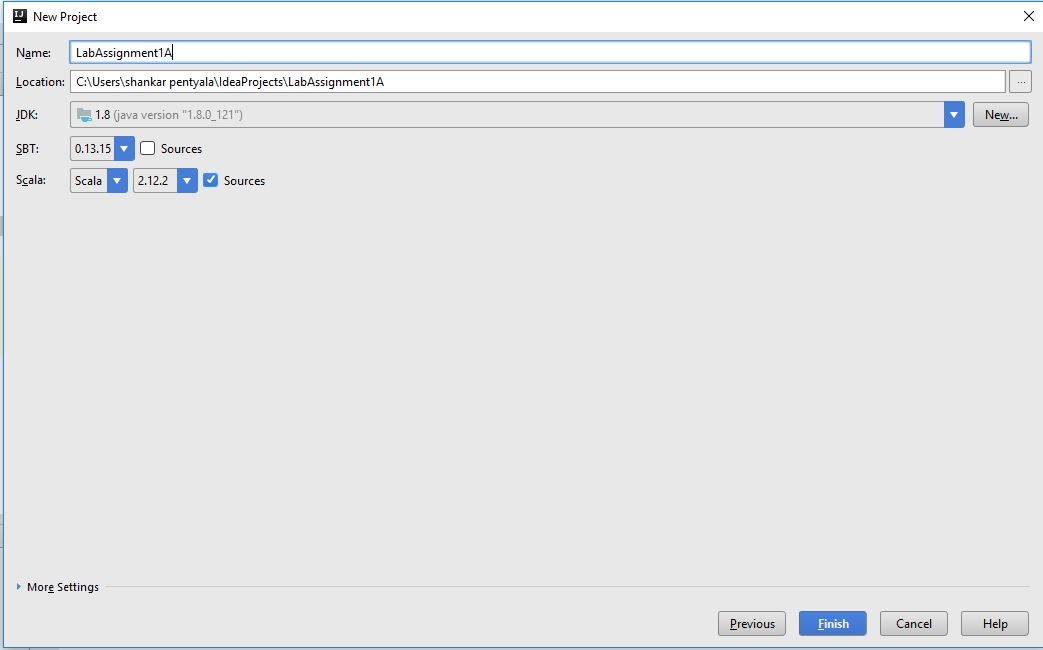 IJ New Project
Name: LabAssignment1A
Location: C:\Users\shankar pentyala\IdeaProjects\LabAssignment1A ...
JDK: 1.8 (java version "1.8.0_121") New...
SBT: 0.13.15 Sources
Scala: Scala 2.12.2 Sources
More Settings
Previous Finish Cancel Help